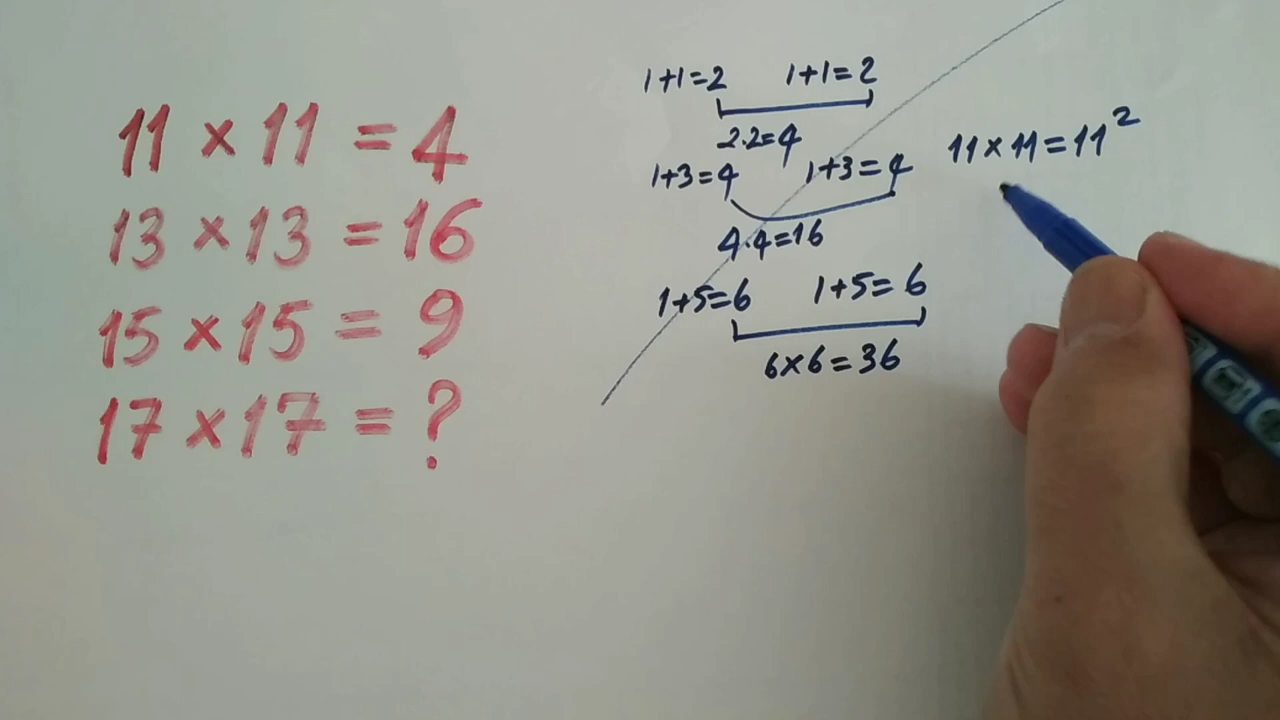 11 × 11 = 4
13 × 13 = 16
15 × 15 = 9
17 × 17 = ?
1+1=2 1+1=2
2.2=4
1+3=4 1+3=4
4.4=16
1+5=6 1+5=6
6×6=36
11×11=11²